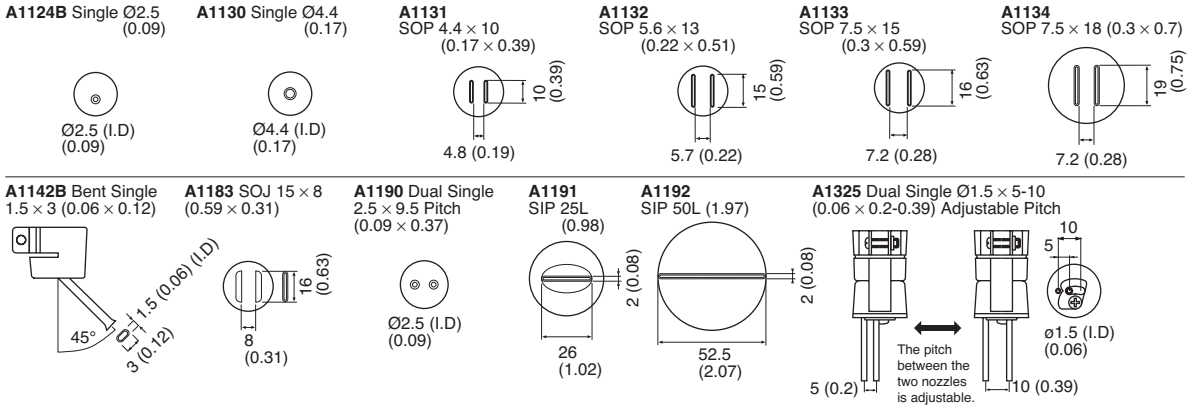 A1124B Single Ø2.5
(0.09)
Ø2.5 (I.D)
(0.09)
A1130 Single Ø4.4
(0.17)
Ø4.4 (I.D)
(0.17)
A1131
SOP 4.4 × 10
(0.17 × 0.39)
10
(0.39)
4.8 (0.19)
A1132
SOP 5.6 × 13
(0.22 × 0.51)
15
(0.59)
5.7 (0.22)
A1133
SOP 7.5 × 15
(0.3 × 0.59)
16
(0.63)
7.2 (0.28)
A1134
SOP 7.5 × 18 (0.3 × 0.7)
19
(0.75)
7.2 (0.28)
A1142B Bent Single
1.5 × 3 (0.06 × 0.12)
1.5 (0.06) (I.D)
45°
3 (0.12)
A1183 SOJ 15 × 8
(0.59 × 0.31)
16
(0.63)
8
(0.31)
A1190 Dual Single
2.5 × 9.5 Pitch
(0.09 × 0.37)
Ø2.5 (I.D)
(0.09)
A1191
SIP 25L
(0.98)
2 (0.08)
26
(1.02)
A1192
SIP 50L (1.97)
2 (0.08)
52.5
(2.07)
A1325 Dual Single Ø1.5 × 5-10
(0.06 × 0.2-0.39) Adjustable Pitch
10
5
ø1.5 (I.D)
(0.06)
The pitch
between the
two nozzles
is adjustable.
5 (0.2)
10 (0.39)